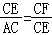 CE/AC = CF/CE